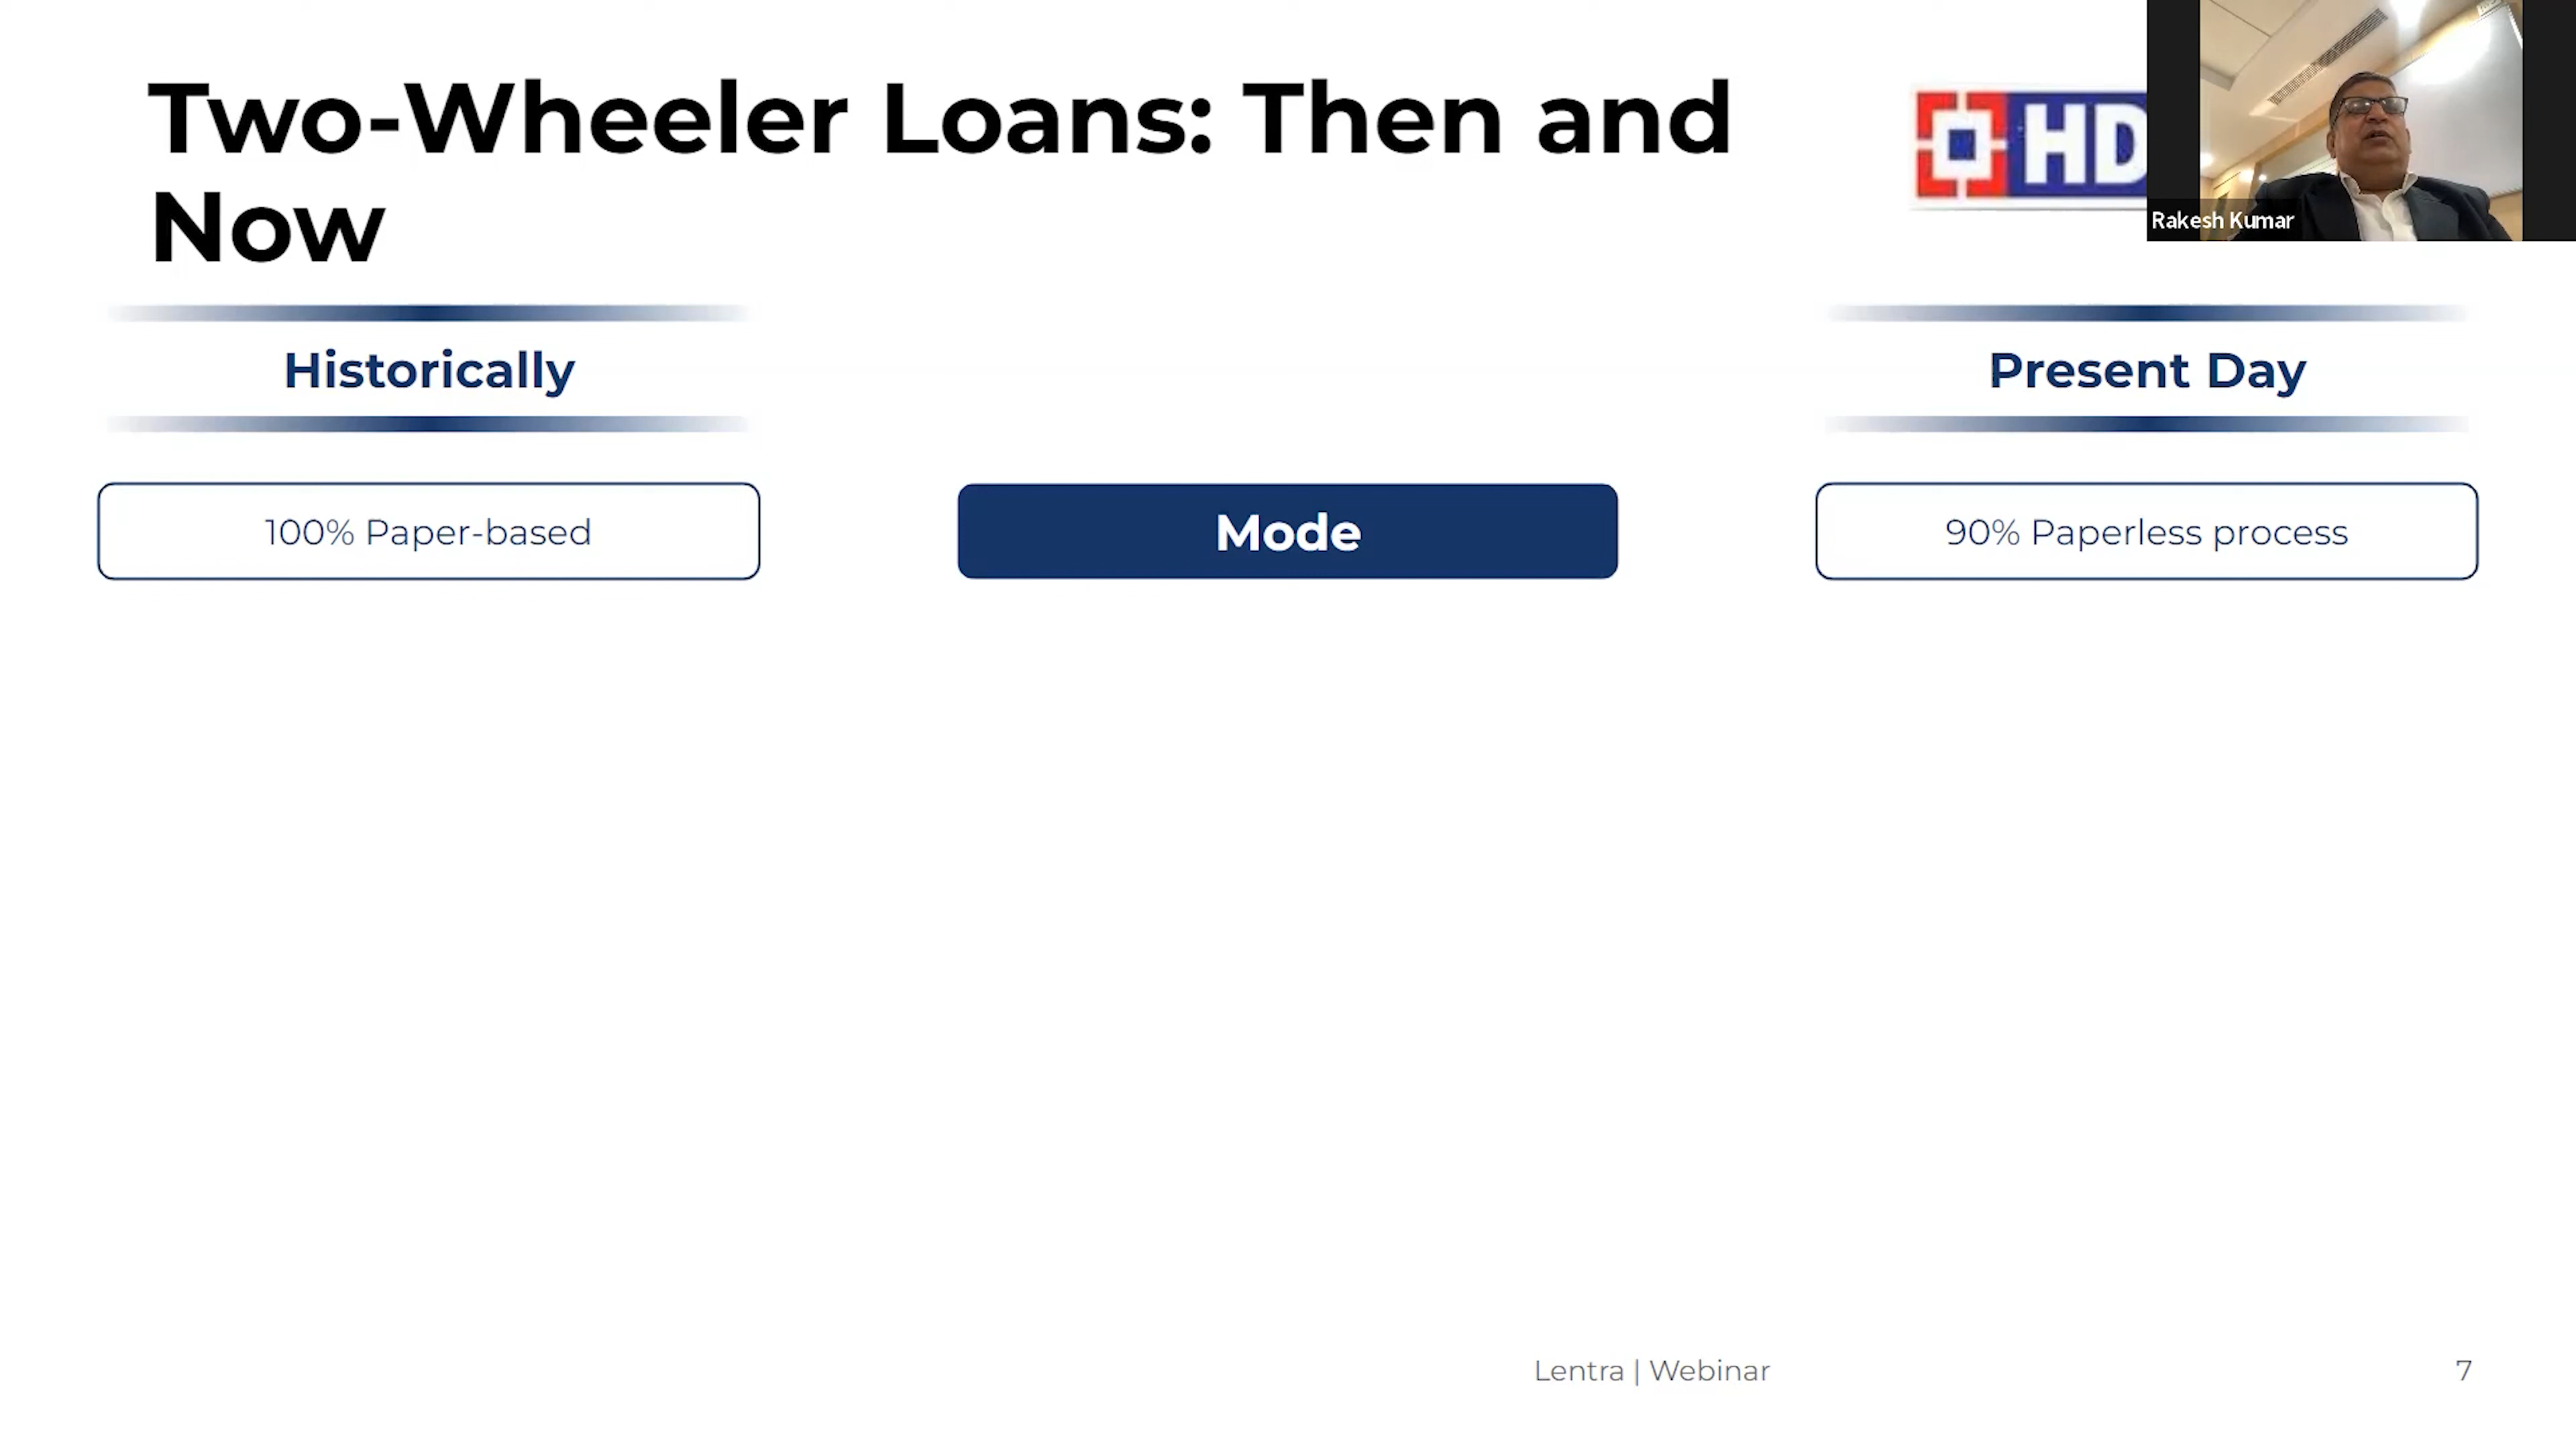 Two-Wheeler Loans: Then and
Now
HD
Rakesh Kumar
Historically
Present Day
100% Paper-based
Mode
90% Paperless process
Lentra | Webinar
7